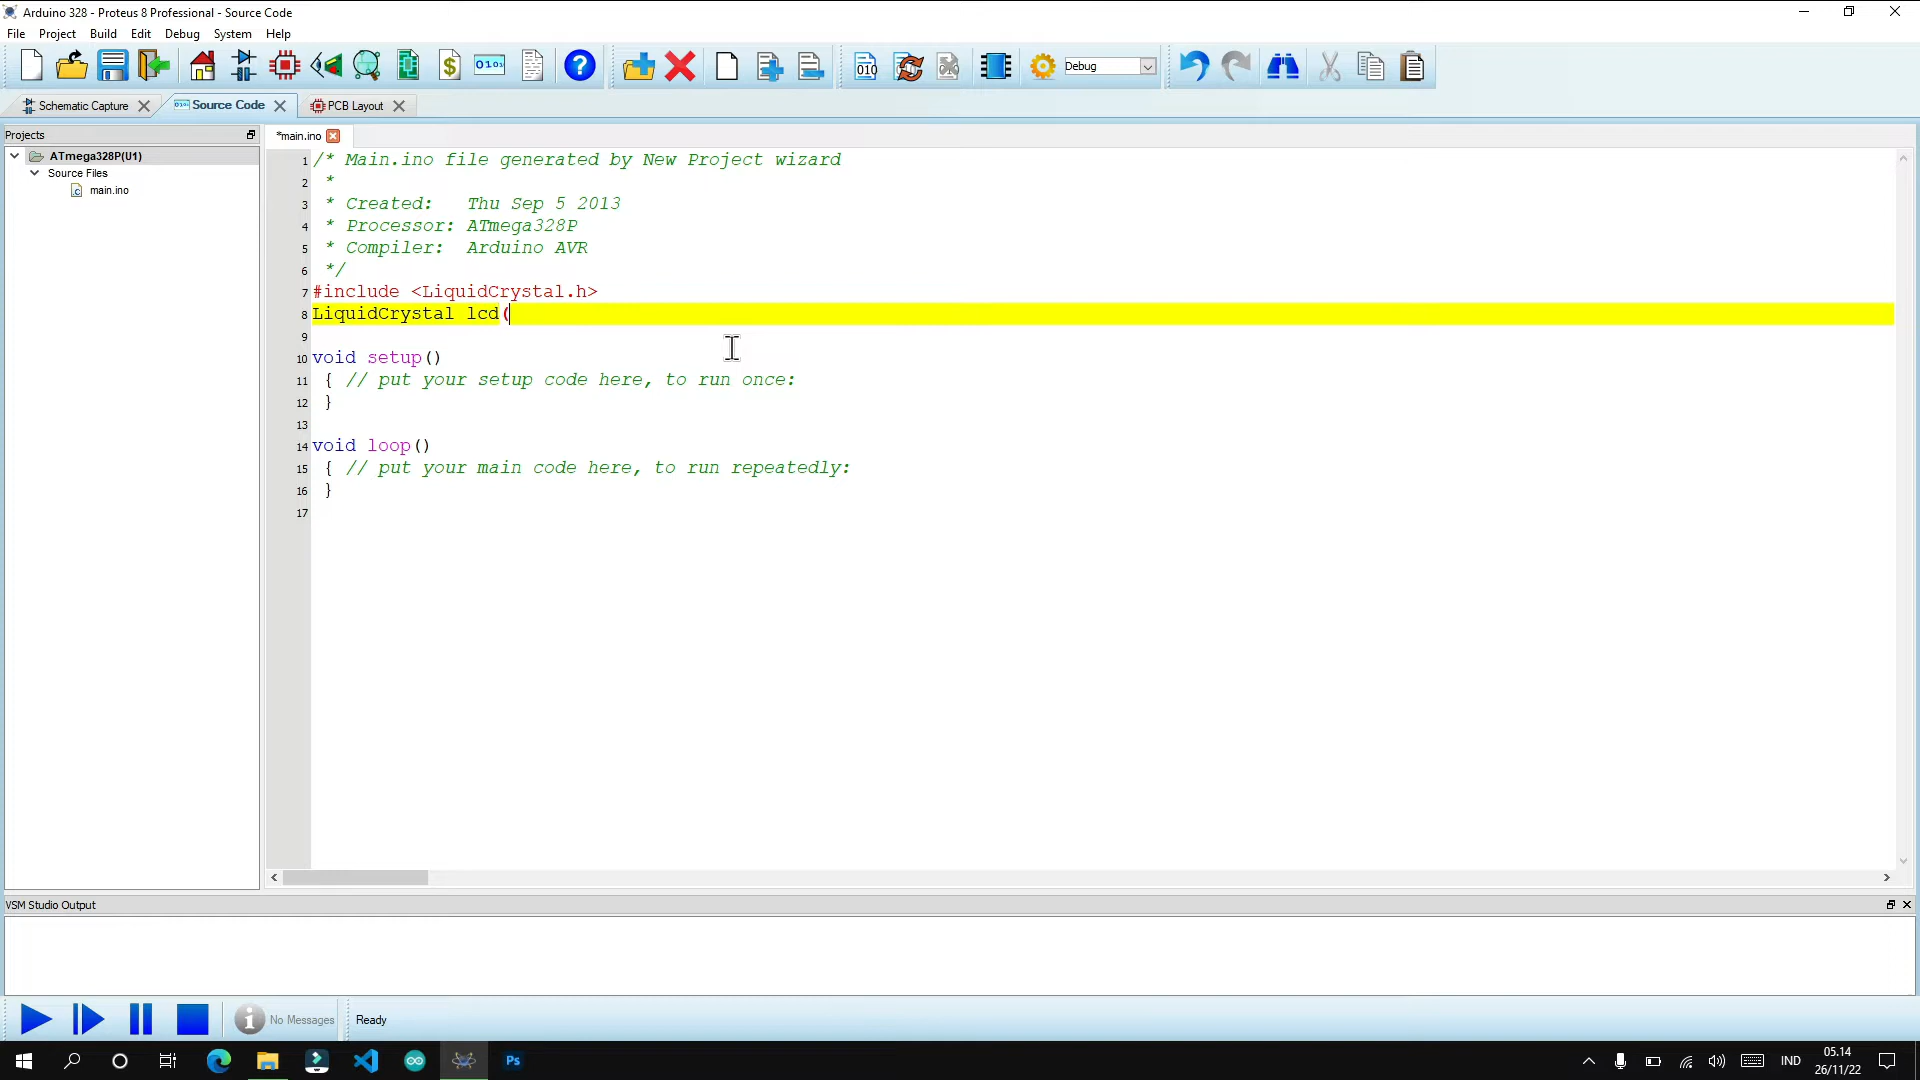 Arduino 328 - Proteus 8 Professional - Source Code
File Project Build Edit Debug System Help
Debug
Schematic Capture Source Code PCB Layout
Projects
*main.ino
ATmega328P(U1)
Source Files
main.ino
1 /* Main.ino file generated by New Project wizard
2 *
3 * Created: Thu Sep 5 2013
4 * Processor: ATmega328P
5 * Compiler: Arduino AVR
6 */
7 #include <LiquidCrystal.h>
8 LiquidCrystal lcd(
9
10 void setup()
11 { // put your setup code here, to run once:
12 }
13
14 void loop()
15 { // put your main code here, to run repeatedly:
16 }
17
VSM Studio Output
No Messages
Ready
Ps
IND
05.14
26/11/22